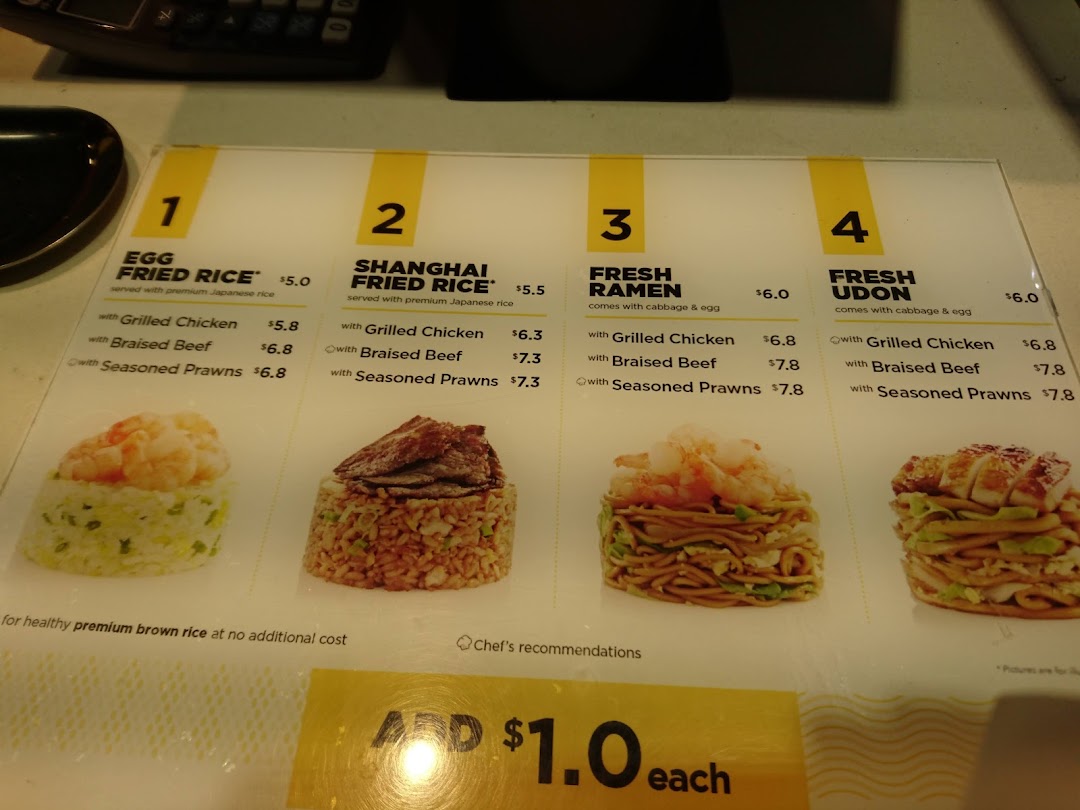 1
EGG
FRIED RICE* $5.0
served with premium Japanese rice
with Grilled Chicken $5.8
with Braised Beef $6.8
with Seasoned Prawns $6.8
2
SHANGHAI
FRIED RICE* $5.5
served with premium Japanese rice
with Grilled Chicken $6.3
with Braised Beef $7.3
with Seasoned Prawns $7.3
3
FRESH
RAMEN $6.0
comes with cabbage & egg
with Grilled Chicken $6.8
with Braised Beef $7.8
with Seasoned Prawns $7.8
4
FRESH
UDON $6.0
comes with cabbage & egg
with Grilled Chicken $6.8
with Braised Beef $7.8
with Seasoned Prawns $7.8
for healthy premium brown rice at no additional cost
Chef's recommendations
* Pictures are for
ADD $1.0 each